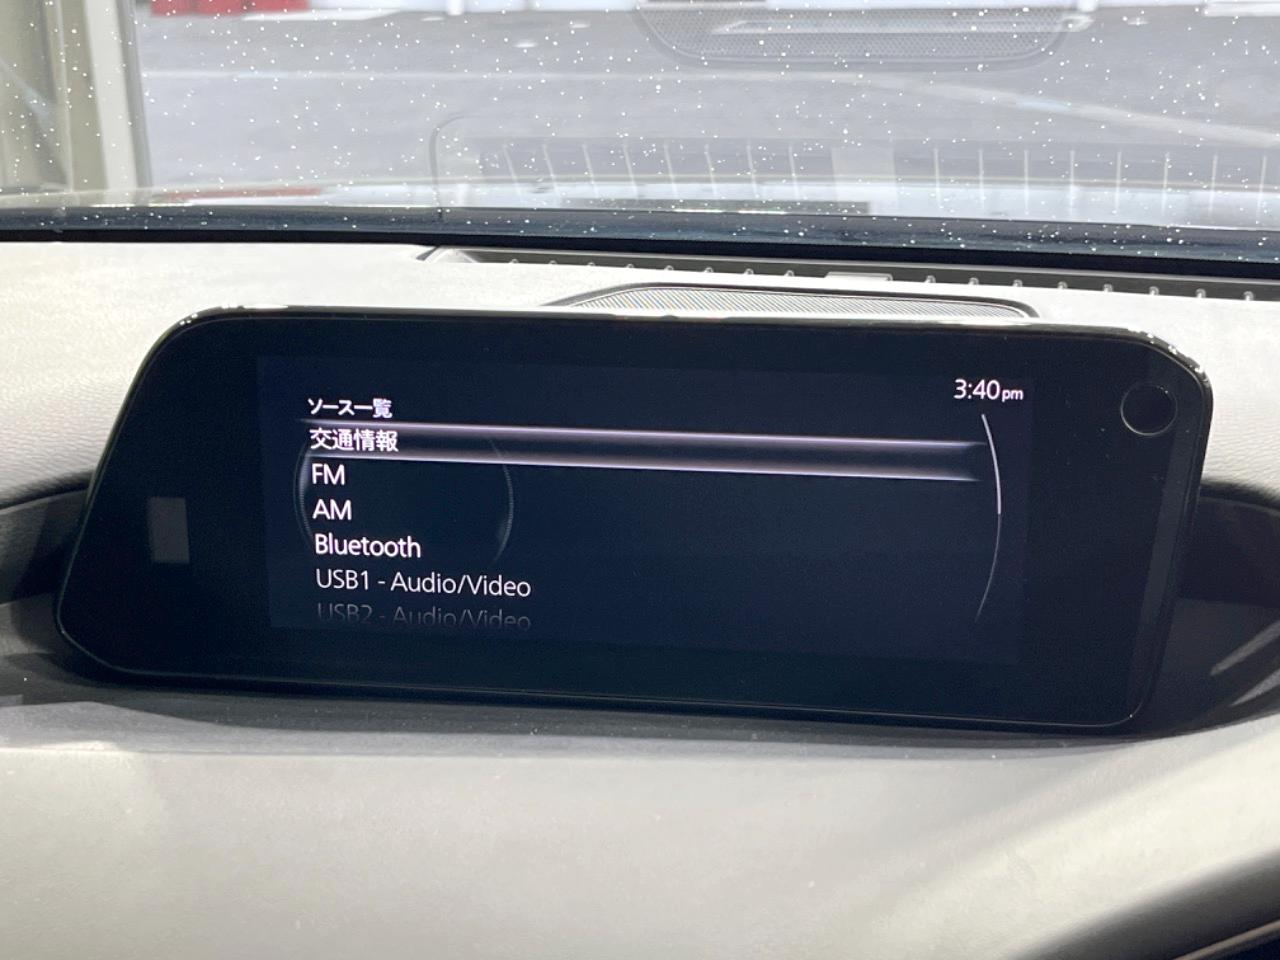 3:40pm
ソース一覧
交通情報
FM
AM
Bluetooth
USB1 - Audio/Video
USB2 - Audio/Video